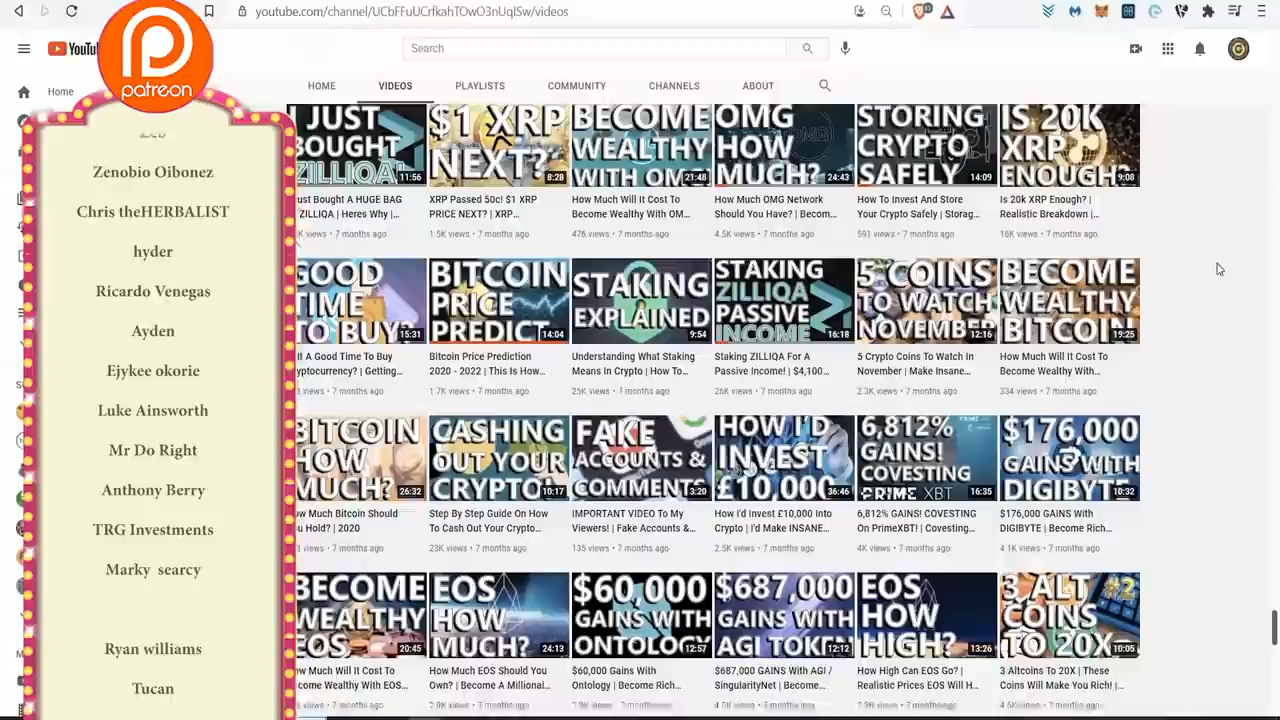 youtube.com/channel/UCbFFuUCrfkahTOwO3nUqlSw/videos
patreon
Search
Home
HOME
VIDEOS
PLAYLISTS
COMMUNITY
CHANNELS
ABOUT
Zenobio Oibonez
Chris theHERBALIST
hyder
Ricardo Venegas
Ayden
Ejykee okorie
Luke Ainsworth
Mr Do Right
Anthony Berry
TRG Investments
Marky searcy
Ryan williams
Tucan
JUST BOUGHT ZILLIQA
11:56
ust Bought A HUGE BAG
ZILLIQA | Heres Why |...
views • 7 months ago
$1 XRP NEXT?
8:28
XRP Passed 50c! $1 XRP
PRICE NEXT? | XRP...
1.5K views • 7 months ago
BECOME WEALTHY WITH OMG
21:48
How Much Will It Cost To
Become Wealthy With OM...
476 views • 7 months ago
OMG HOW MUCH?
24:43
How Much OMG Network
Should You Have? | Becom...
4.5K views • 7 months ago
STORING CRYPTO SAFELY
14:09
How To Invest And Store
Your Crypto Safely | Storag...
591 views • 7 months ago
IS 20K XRP ENOUGH?
9:08
Is 20k XRP Enough? |
Realistic Breakdown |...
16K views • 7 months ago
GOOD TIME TO BUY
15:31
A Good Time To Buy
yptocurrency? | Getting...
views • 7 months ago
BITCOIN PRICE PREDICT
14:04
Bitcoin Price Prediction
2020 - 2022 | This Is How...
1.7K views • 7 months ago
STAKING EXPLAINED
9:54
Understanding What Staking
Means In Crypto | How To...
25K views • 7 months ago
STAKING ZILLIQA PASSIVE INCOME
16:18
Staking ZILLIQA For A
Passive Income! | $4,100...
26K views • 7 months ago
5 COINS TO WATCH NOVEMBER
12:16
5 Crypto Coins To Watch In
November | Make Insane...
2.3K views • 7 months ago
BECOME WEALTHY BITCOIN
19:25
How Much Will It Cost To
Become Wealthy With...
334 views • 7 months ago
BITCOIN HOW MUCH?
26:32
w Much Bitcoin Should
u Hold? | 2020
views • 7 months ago
CASHING OUT YOUR CRYPTO
10:17
Step By Step Guide On How
To Cash Out Your Crypto...
23K views • 7 months ago
FAKE ACCOUNTS & COMMENTS
3:20
IMPORTANT VIDEO To My
Viewers! | Fake Accounts &...
135 views • 7 months ago
HOW I'D INVEST £10,000
36:46
How I'd Invest £10,000 Into
Crypto | I'd Make INSANE...
2.5K views • 7 months ago
6,812% GAINS! COVESTING PRIME XBT
16:35
6,812% GAINS! COVESTING
On PrimeXBT! | Covesting...
4K views • 7 months ago
$176,000 GAINS WITH DIGIBYTE
10:32
$176,000 GAINS With
DIGIBYTE | Become Rich...
4.1K views • 7 months ago
BECOME WEALTHY EOS
20:45
w Much Will It Cost To
come Wealthy With EOS...
EOS HOW MUCH?
24:13
How Much EOS Should You
Own? | Become A Millionai...
$60,000 GAINS WITH ONTOLOGY
12:57
$60,000 Gains With
Ontology | Become Rich...
$687,000 GAINS WITH AGI TOKEN
12:12
$687,000 GAINS With AGI /
SingularityNet | Become...
EOS HOW HIGH?
13:26
How High Can EOS Go? |
Realistic Prices EOS Will H...
3 ALT COINS TO 20X #2
10:05
3 Altcoins To 20X | These
Coins Will Make You Rich! |...